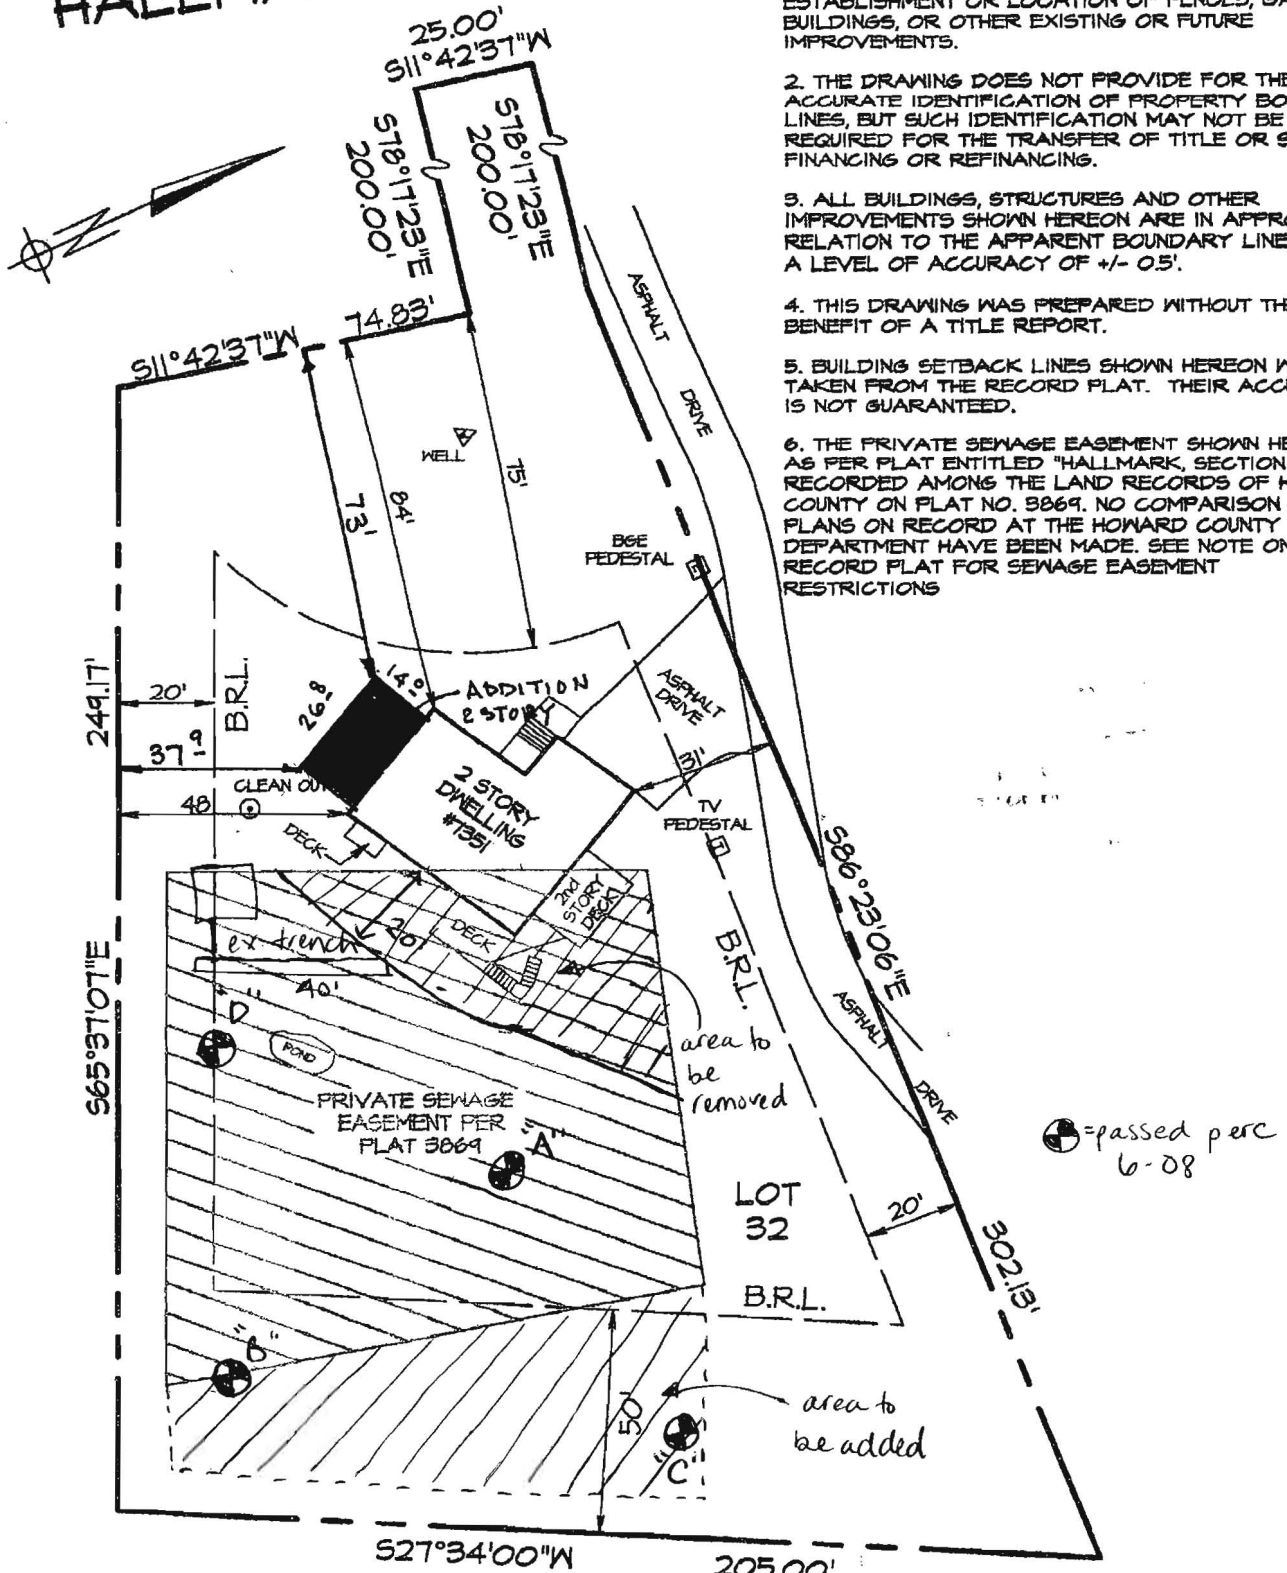 25.00'
S11°42'37"W
S78°17'23"E
200.00'
S78°17'23"E
200.00'
BUILDINGS, OR OTHER EXISTING OR FUTURE
IMPROVEMENTS.
2. THE DRAWING DOES NOT PROVIDE FOR THE
ACCURATE IDENTIFICATION OF PROPERTY
LINES, BUT SUCH IDENTIFICATION MAY NOT BE
REQUIRED FOR THE TRANSFER OF TITLE OR
FINANCING OR REFINANCING.
3. ALL BUILDINGS, STRUCTURES AND OTHER
IMPROVEMENTS SHOWN HEREON ARE IN
RELATION TO THE APPARENT BOUNDARY
A LEVEL OF ACCURACY OF +/- 0.5'.
4. THIS DRAWING WAS PREPARED WITHOUT THE
BENEFIT OF A TITLE REPORT.
5. BUILDING SETBACK LINES SHOWN HEREON
TAKEN FROM THE RECORD PLAT. THEIR
IS NOT GUARANTEED.
6. THE PRIVATE SEWAGE EASEMENT SHOWN
AS PER PLAT ENTITLED "HALLMARK, SECTION
RECORDED AMONG THE LAND RECORDS OF
COUNTY ON PLAT NO. 3869. NO COMPARISON
PLANS ON RECORD AT THE HOWARD COUNTY
DEPARTMENT HAVE BEEN MADE. SEE NOTE ON
RECORD PLAT FOR SEWAGE EASEMENT
RESTRICTIONS
N
S11°42'37"W
74.83'
ASPHALT
DRIVE
WELL
73'
84'
75'
BGE
PEDESTAL
249.17'
20'
B.R.L.
26-8
14-0
ADDITION
2 STORY
ASPHALT
DRIVE
37-9
31'
CLEAN OUT
48
2 STORY
DWELLING
#7351
TV
PEDESTAL
DECK
2nd
STORY
DECK
DECK
20'
ex trench
40'
S86°23'06"E
B.R.L.
S65°37'07"E
"D"
POND
area to
be
removed
ASPHALT
DRIVE
PRIVATE SEWAGE
EASEMENT PER
PLAT 3869
"A"
=passed perc
6-08
LOT
32
20'
302.13'
B.R.L.
"B"
50'
area to
be added
"C"
S27°34'00"W
205.00'